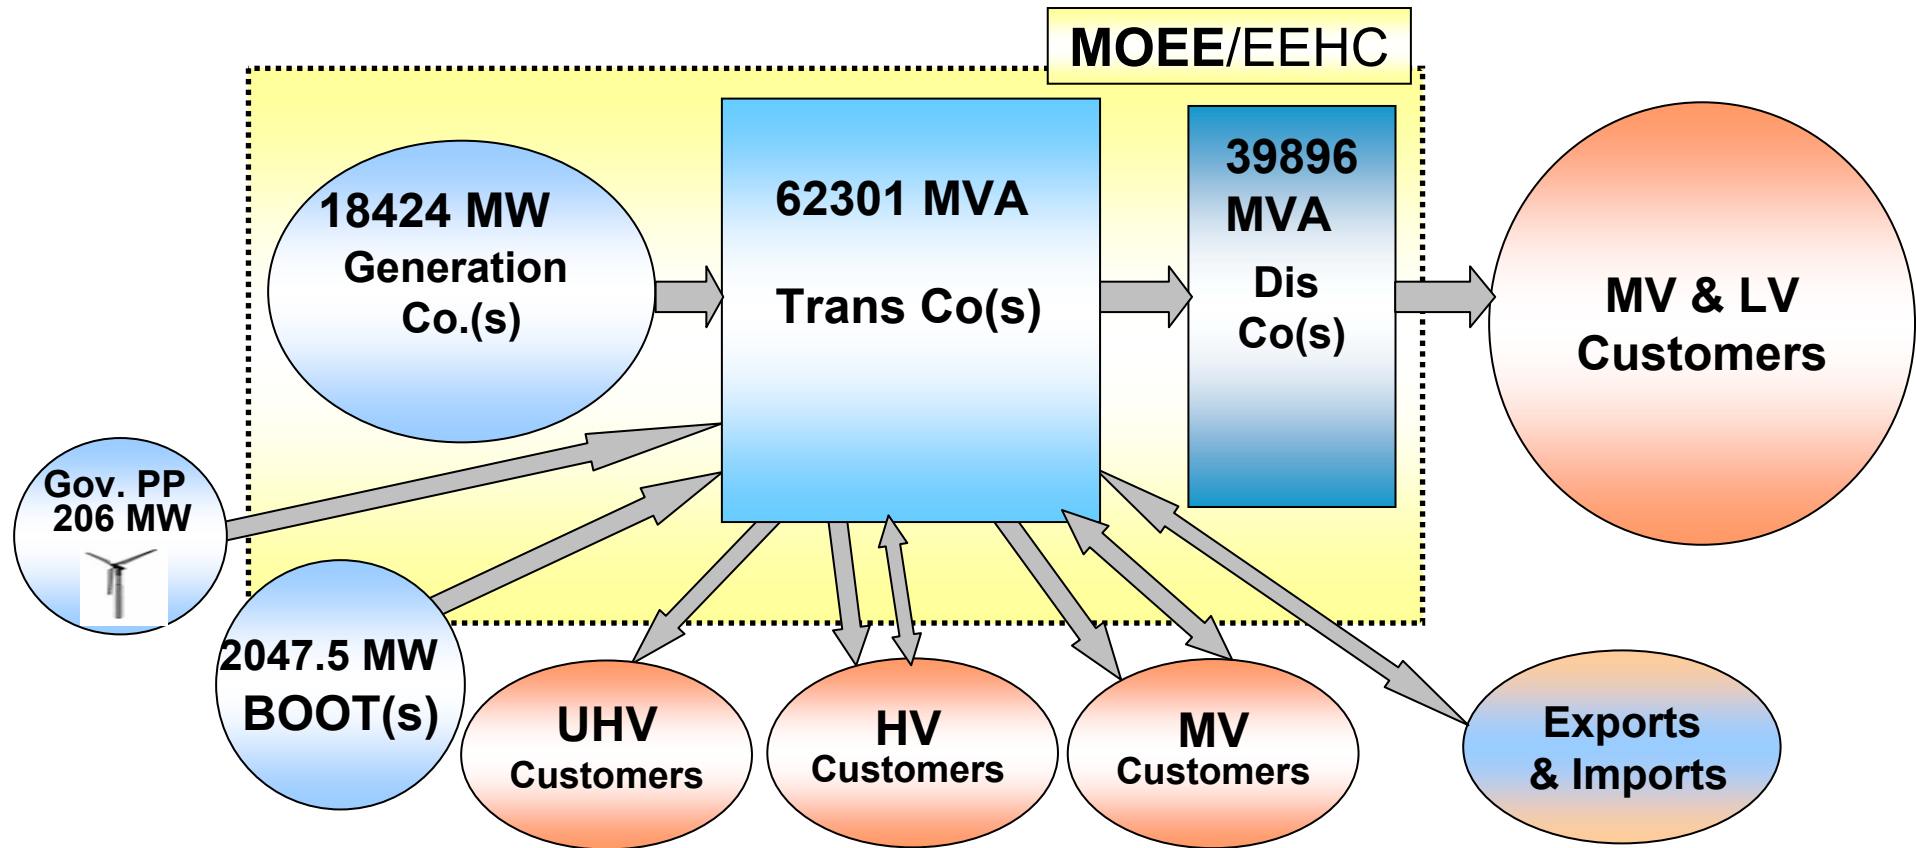 MOEE/EEHC
18424 MW
Generation
Co.(s)
62301 MVA
Trans Co(s)
39896
MVA
Dis
Co(s)
MV & LV
Customers
Gov. PP
206 MW
2047.5 MW
BOOT(s)
UHV
Customers
HV
Customers
MV
Customers
Exports
& Imports